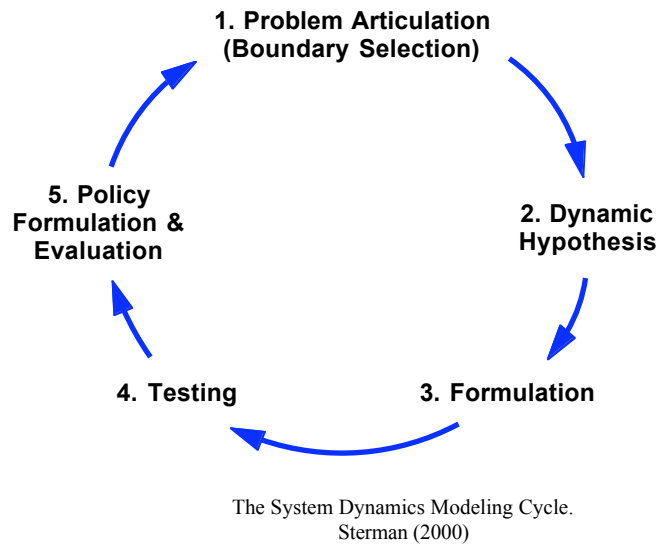 1. Problem Articulation
(Boundary Selection)
2. Dynamic
Hypothesis
3. Formulation
4. Testing
5. Policy
Formulation &
Evaluation
The System Dynamics Modeling Cycle.
Sterman (2000)